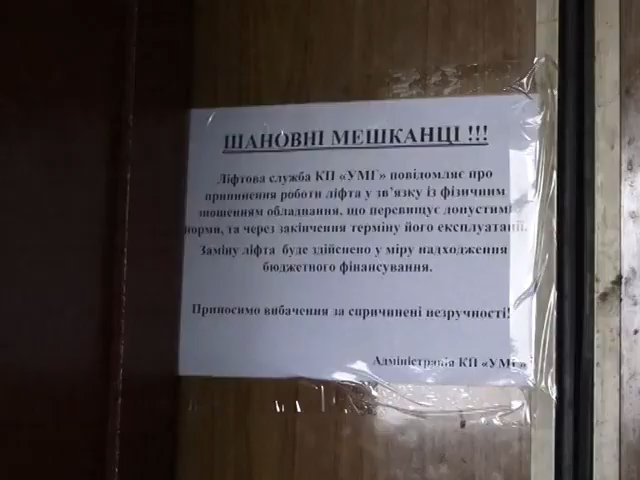 ШАНОВНІ МЕШКАНЦІ !!!
Ліфтова служба КП «УМГ» повідомляє про
припинення роботи ліфта у зв'язку із фізичним
зношенням обладнання, що перевищує допустимі
норми, та через закінчення терміну його експлуатації.
Заміну ліфта буде здійснено у міру надходження
бюджетного фінансування.
Приносимо вибачення за спричинені незручності!
Адміністрація КП «УМГ»